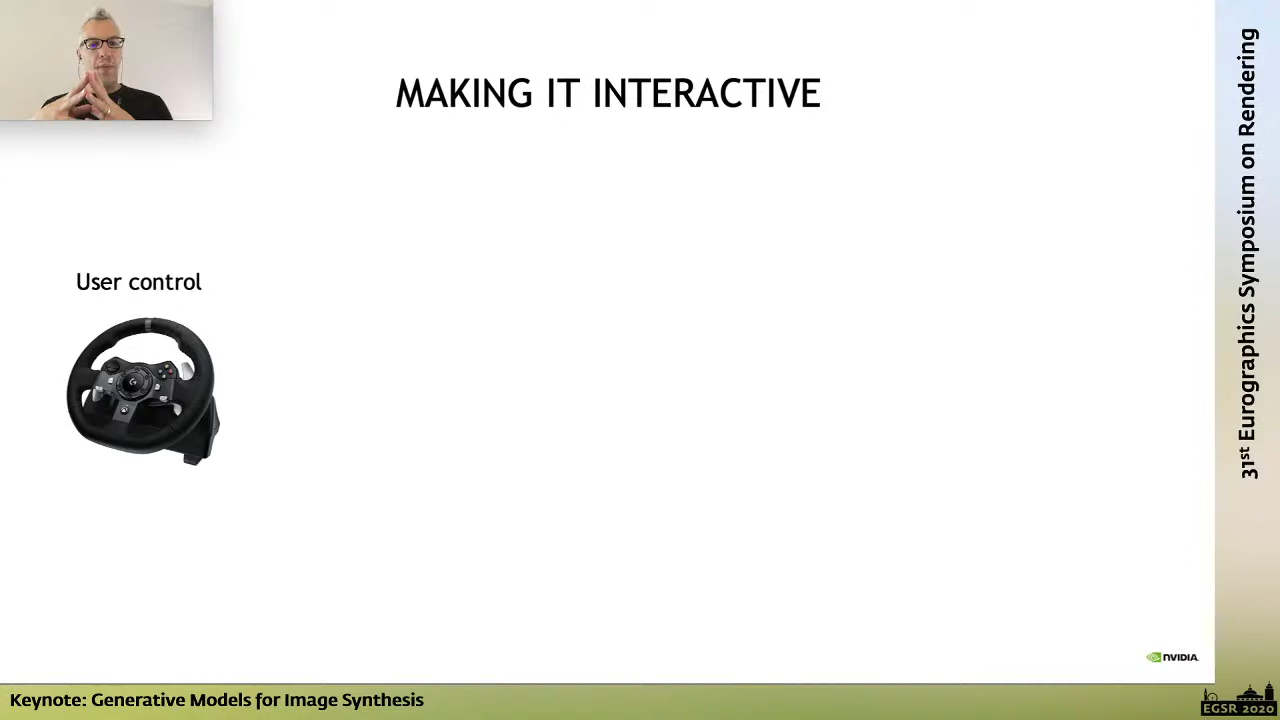 MAKING IT INTERACTIVE
User control
NVIDIA.
31st Eurographics Symposium on Rendering
Keynote: Generative Models for Image Synthesis
EGSR 2020